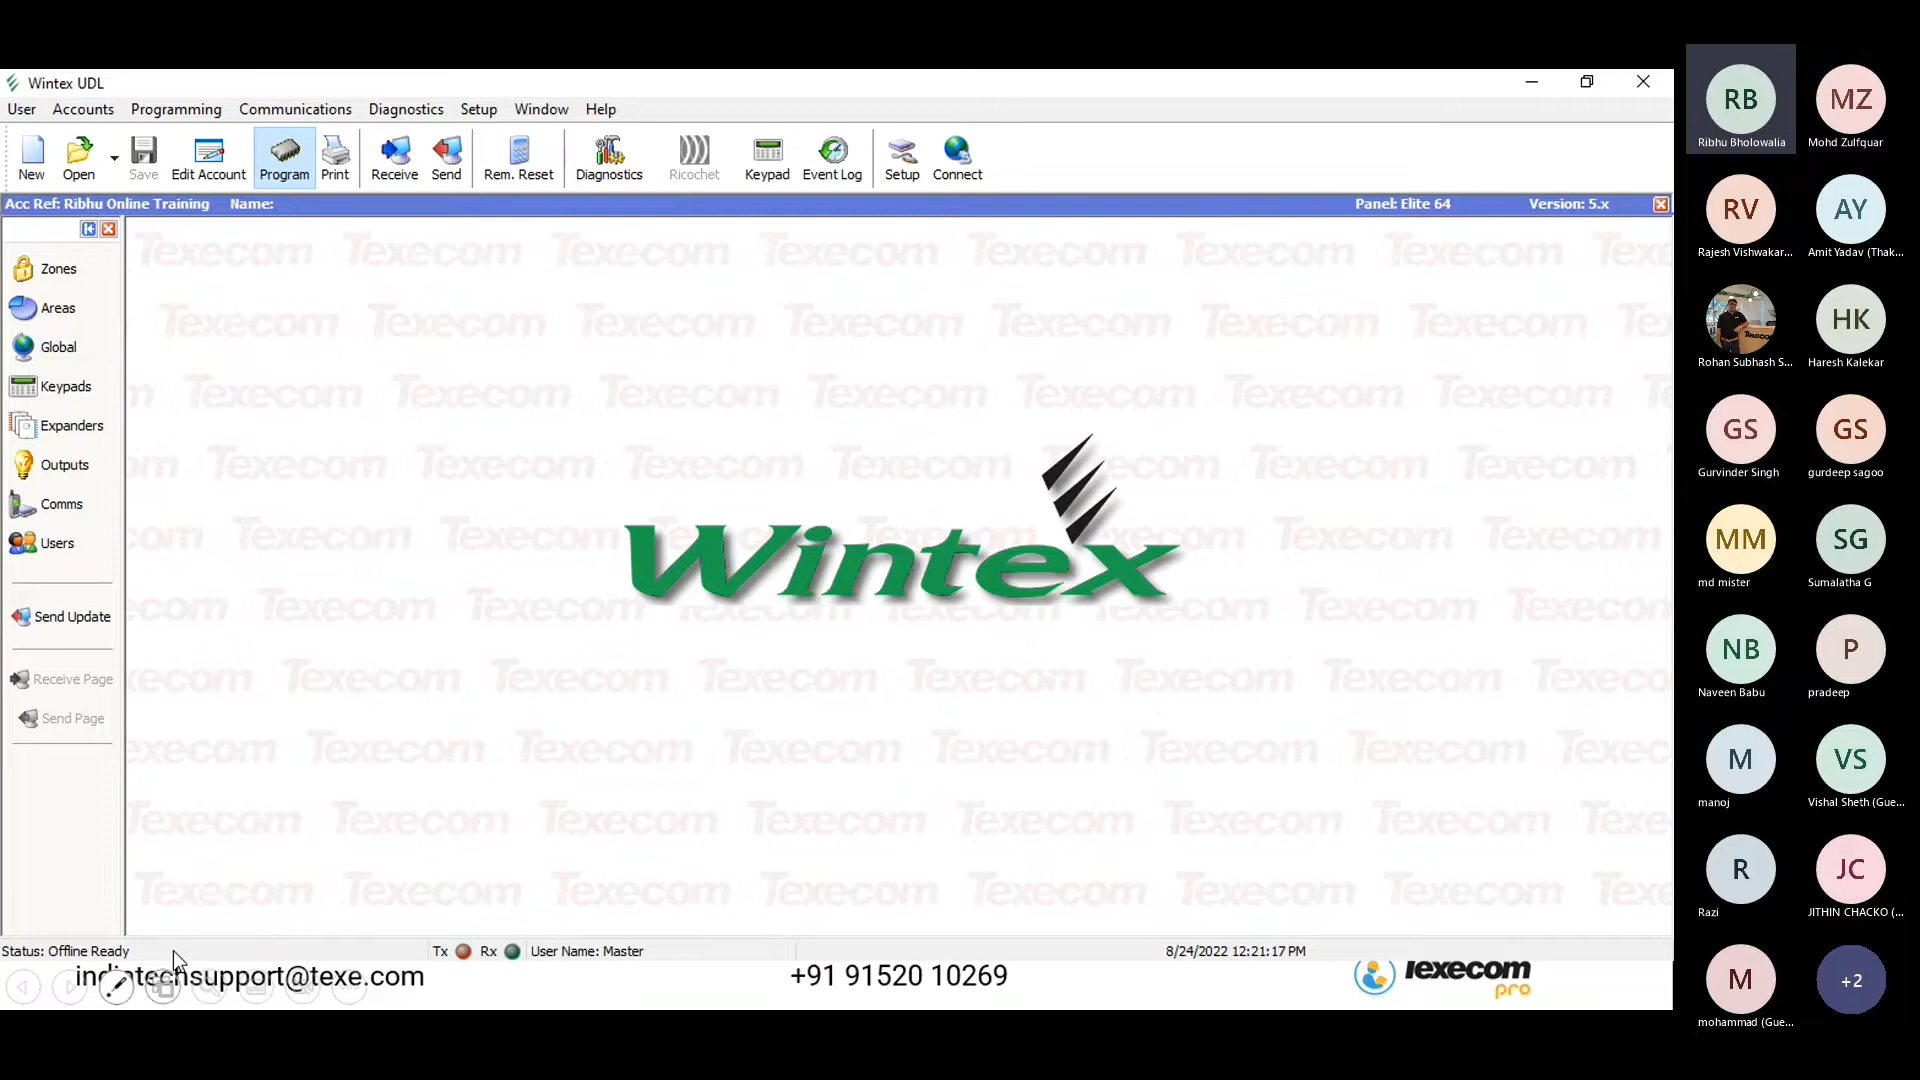 Wintex UDL
User Accounts Programming Communications Diagnostics Setup Window Help
New Open Save Edit Account Program Print Receive Send Rem. Reset Diagnostics Ricochet Keypad Event Log Setup Connect
Acc Ref: Ribhu Online Training Name: Panel: Elite 64 Version: 5.x
Zones
Areas
Global
Keypads
Expanders
Outputs
Comms
Users
Send Update
Receive Page
Send Page
Texecom
Wintex
Status: Offline Ready Tx Rx User Name: Master 8/24/2022 12:21:17 PM
indiatechsupport@texe.com +91 91520 10269 Texecom
pro
RB MZ
Ribhu Bholowalia Mohd Zulfquar
RV AY
Rajesh Vishwakar... Amit Yadav (Thak...
HK
Rohan Subhash S... Haresh Kalekar
GS GS
Gurvinder Singh gurdeep sagoo
MM SG
md mister Sumalatha G
NB P
Naveen Babu pradeep
M VS
manoj Vishal Sheth (Gue...
R JC
Razi JITHIN CHACKO (...
M +2
mohammad (Gue...